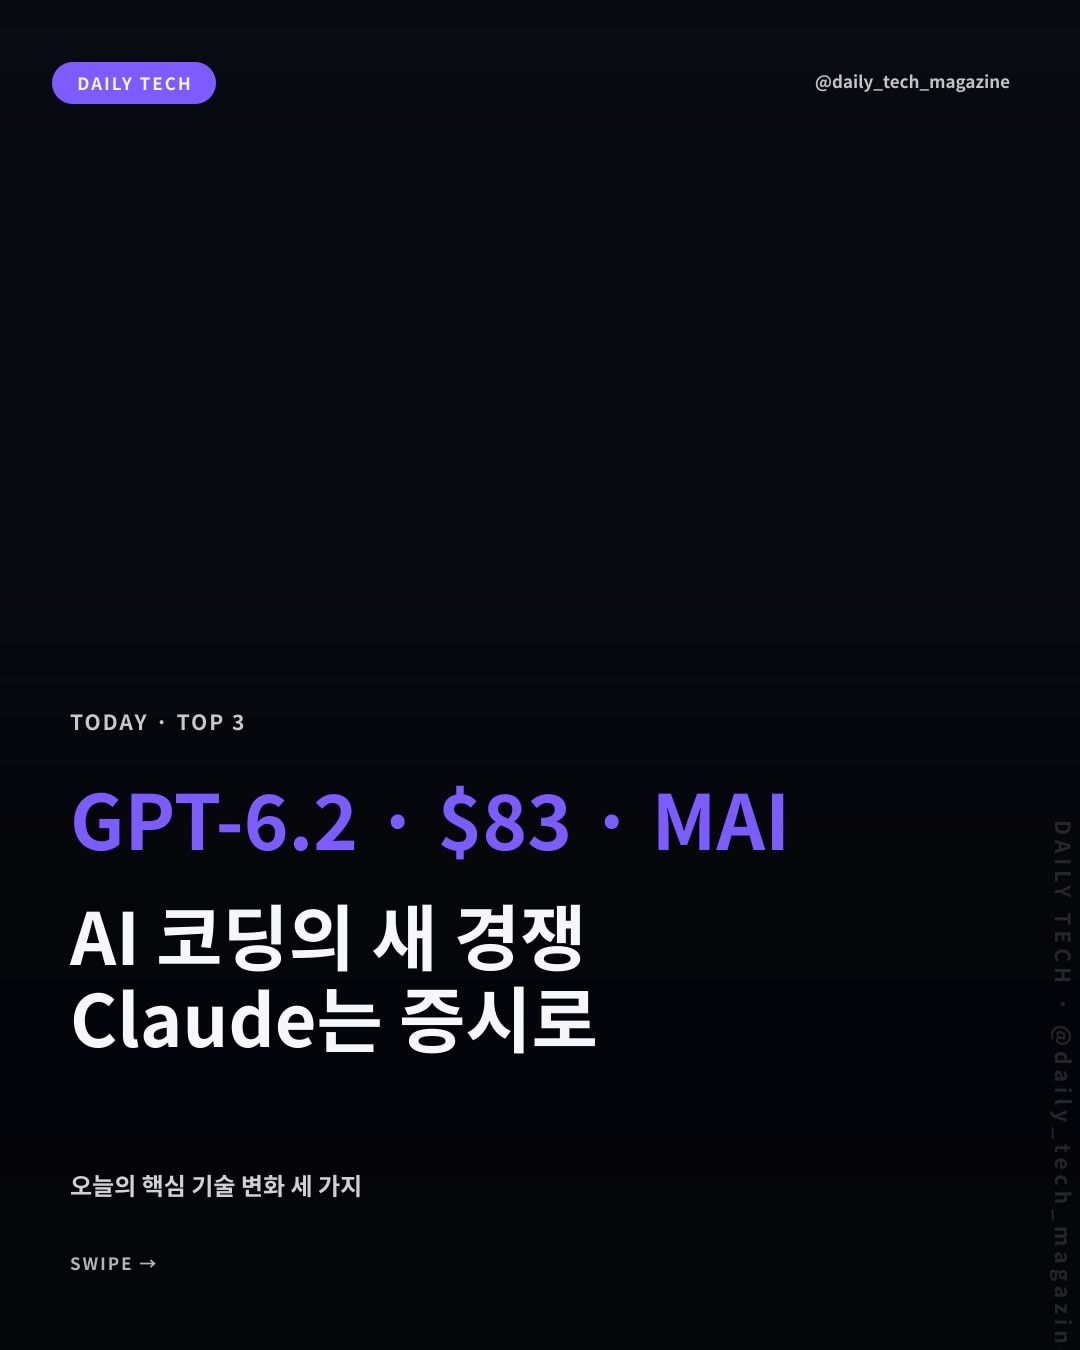 DAILY TECH
@daily_tech_magazine
TODAY · TOP 3
GPT-6.2 · $83 · MAI
AI 코딩의 새 경쟁
Claude는 증시로
오늘의 핵심 기술 변화 세 가지
SWIPE →
DAILY TECH · @daily_tech_magazin